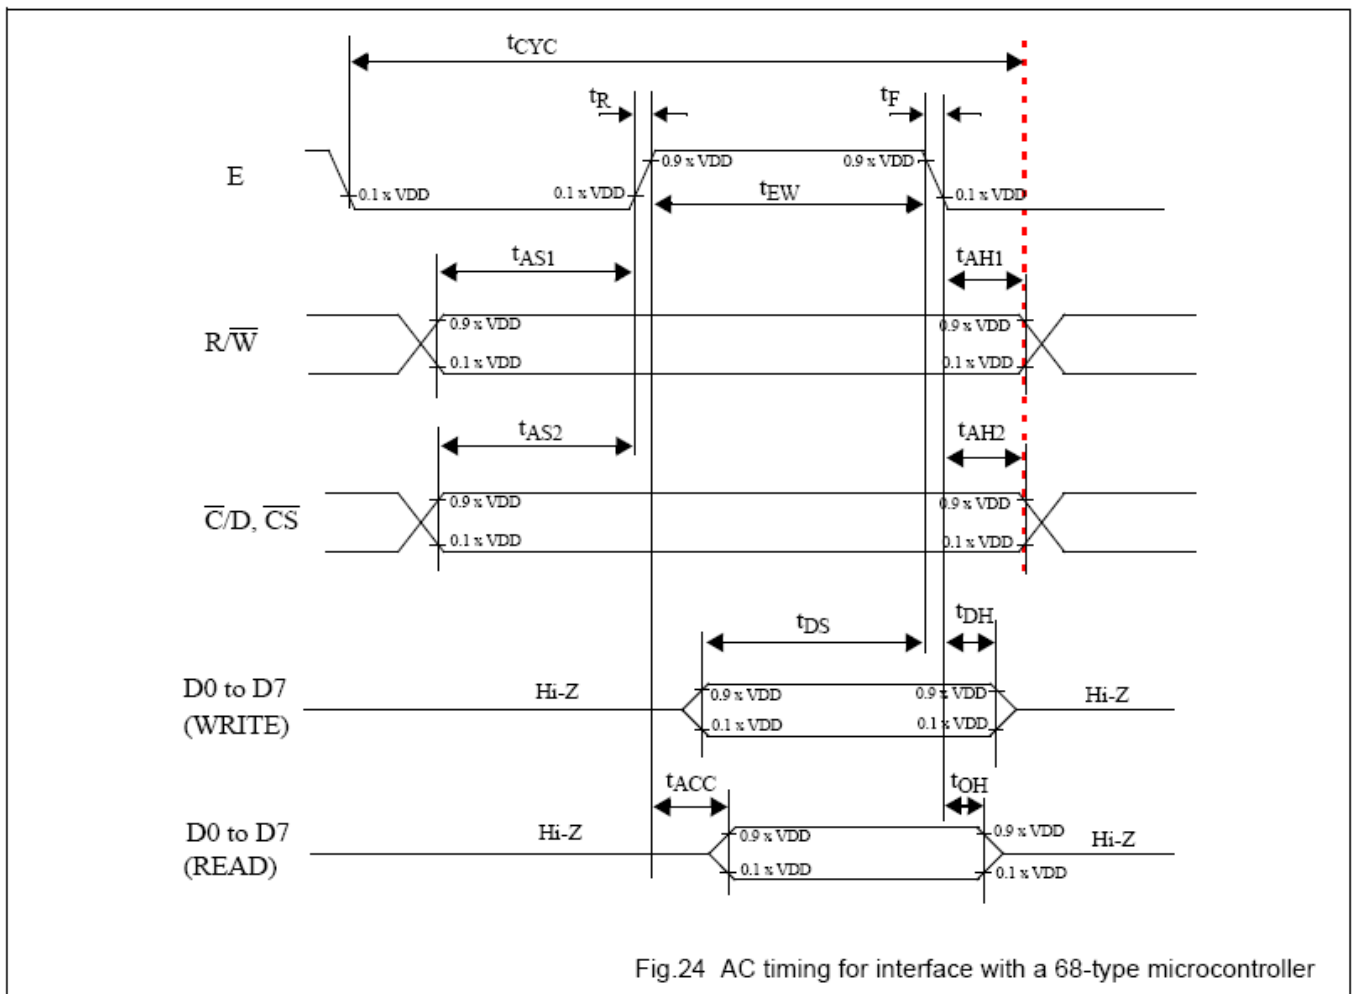 tCYC
tR
tF
E
0.9 x VDD
0.9 x VDD
0.1 x VDD
0.1 x VDD
0.1 x VDD
tEW
tAS1
tAH1
R/W̅
0.9 x VDD
0.9 x VDD
0.1 x VDD
0.1 x VDD
tAS2
tAH2
C̅/D, C̅S̅
0.9 x VDD
0.9 x VDD
0.1 x VDD
0.1 x VDD
tDS
tDH
D0 to D7
(WRITE)
Hi-Z
0.9 x VDD
0.9 x VDD
Hi-Z
0.1 x VDD
0.1 x VDD
tACC
tOH
D0 to D7
(READ)
Hi-Z
0.9 x VDD
0.9 x VDD
Hi-Z
0.1 x VDD
0.1 x VDD
Fig.24 AC timing for interface with a 68-type microcontroller